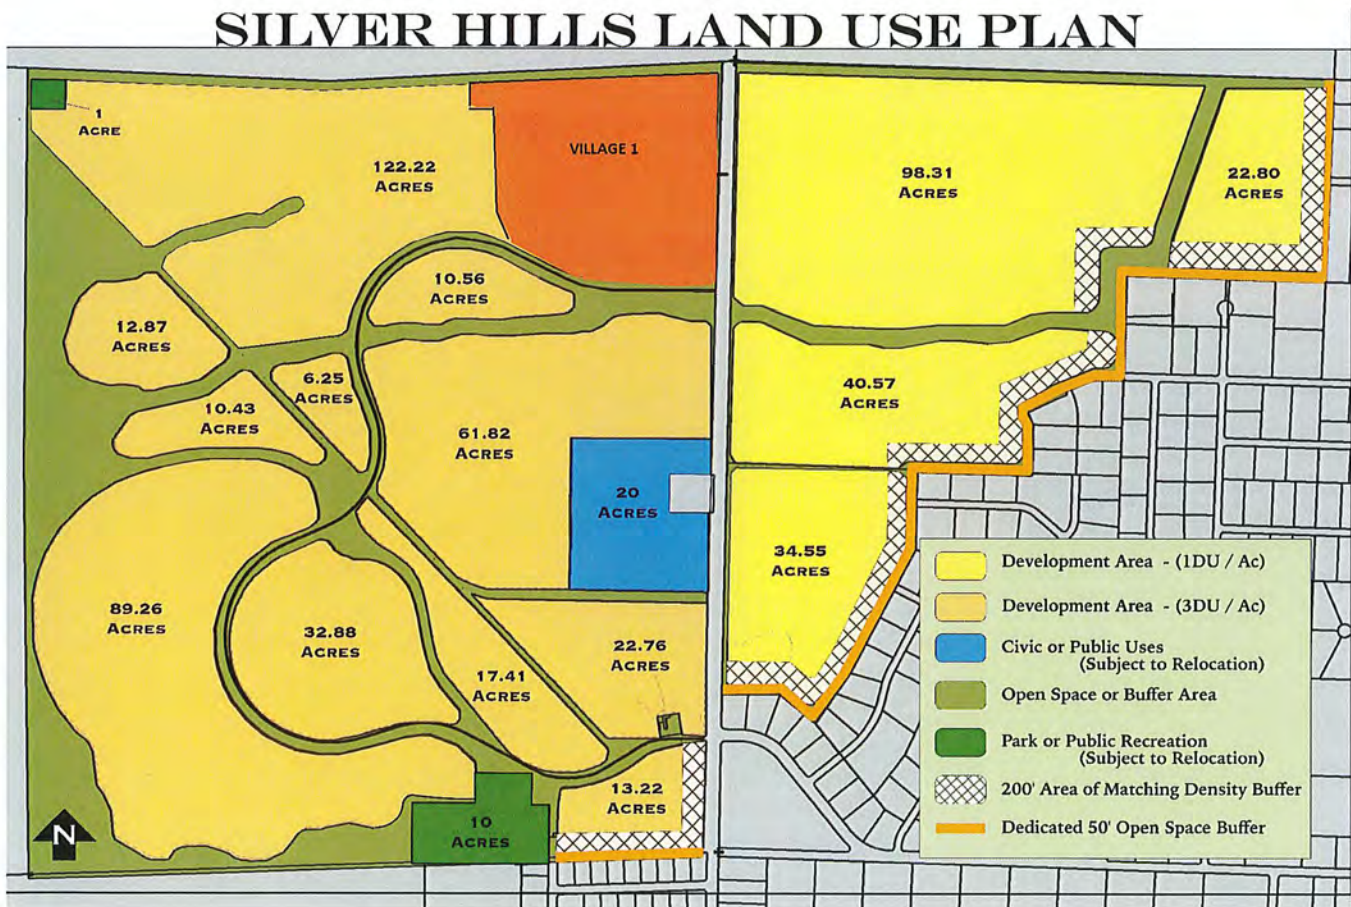 SILVER HILLS LAND USE PLAN
1
ACRE
122.22
ACRES
VILLAGE 1
98.31
ACRES
22.80
ACRES
10.56
ACRES
12.87
ACRES
6.25
ACRES
10.43
ACRES
61.82
ACRES
40.57
ACRES
20
ACRES
34.55
ACRES
89.26
ACRES
32.88
ACRES
17.41
ACRES
22.76
ACRES
13.22
ACRES
10
ACRES
N
Development Area - (1DU / Ac)
Development Area - (3DU / Ac)
Civic or Public Uses
(Subject to Relocation)
Open Space or Buffer Area
Park or Public Recreation
(Subject to Relocation)
200' Area of Matching Density Buffer
Dedicated 50' Open Space Buffer